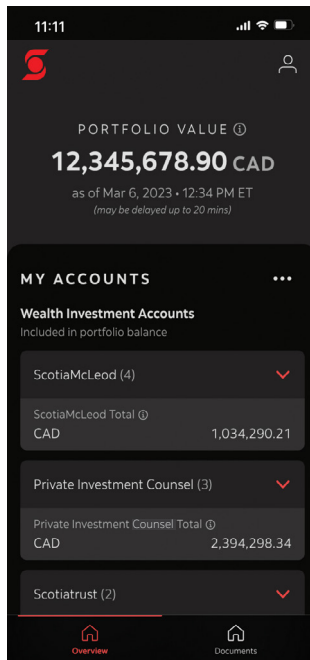 11:11
PORTFOLIO VALUE
12,345,678.90 CAD
as of Mar 6, 2023 • 12:34 PM ET
(may be delayed up to 20 mins)
MY ACCOUNTS
Wealth Investment Accounts
Included in portfolio balance
ScotiaMcLeod (4)
ScotiaMcLeod Total
CAD 1,034,290.21
Private Investment Counsel (3)
Private Investment Counsel Total
CAD 2,394,298.34
Scotiatrust (2)
Overview Documents